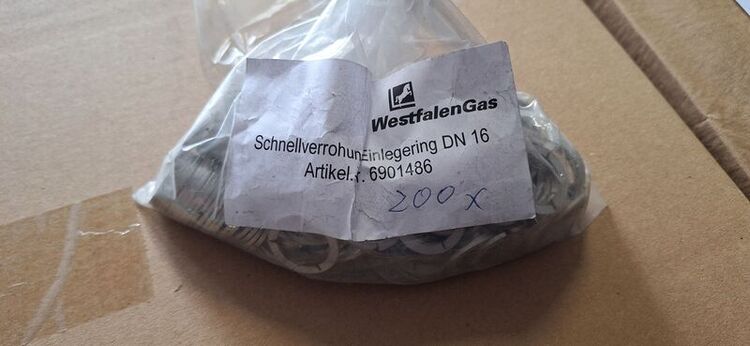 WestfalenGas
SchnellverrohunEinlegering DN 16
Artikel.r. 6901486
200x